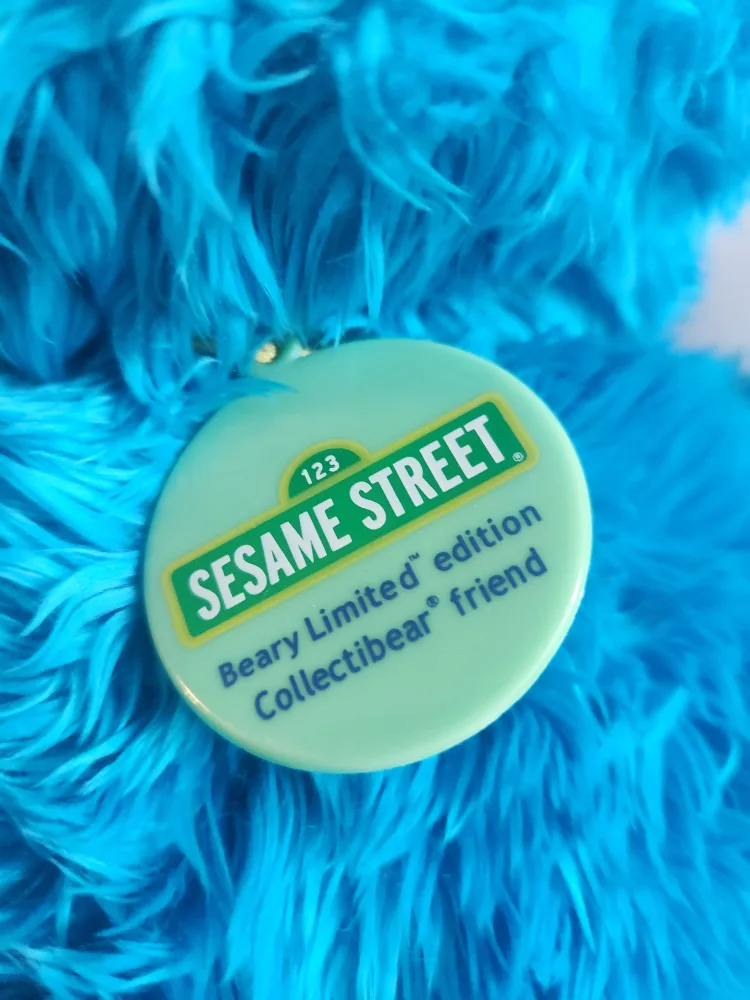 123
SESAME STREET®
Beary Limited™ edition
Collectibear® friend